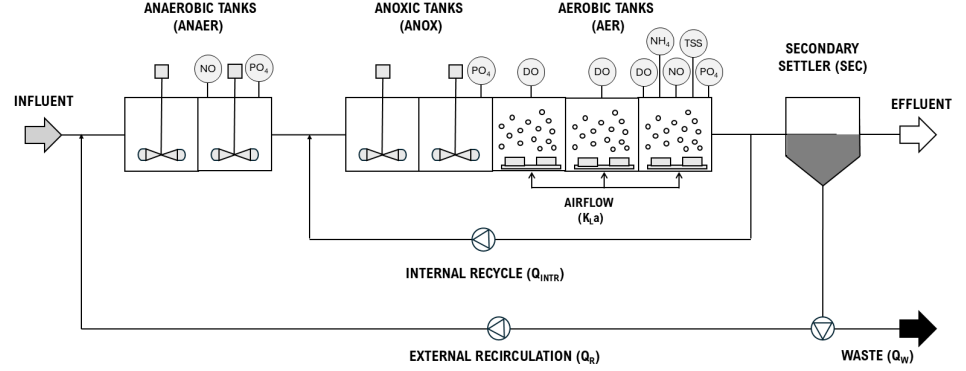 ANAEROBIC TANKS
(ANAER)
ANOXIC TANKS
(ANOX)
AEROBIC TANKS
(AER)
SECONDARY
SETTLER (SEC)
INFLUENT
EFFLUENT
NO
PO₄
PO₄
DO
DO
DO
NH₄
NO
TSS
PO₄
AIRFLOW
(KLa)
INTERNAL RECYCLE (QINTR)
EXTERNAL RECIRCULATION (QR)
WASTE (QW)